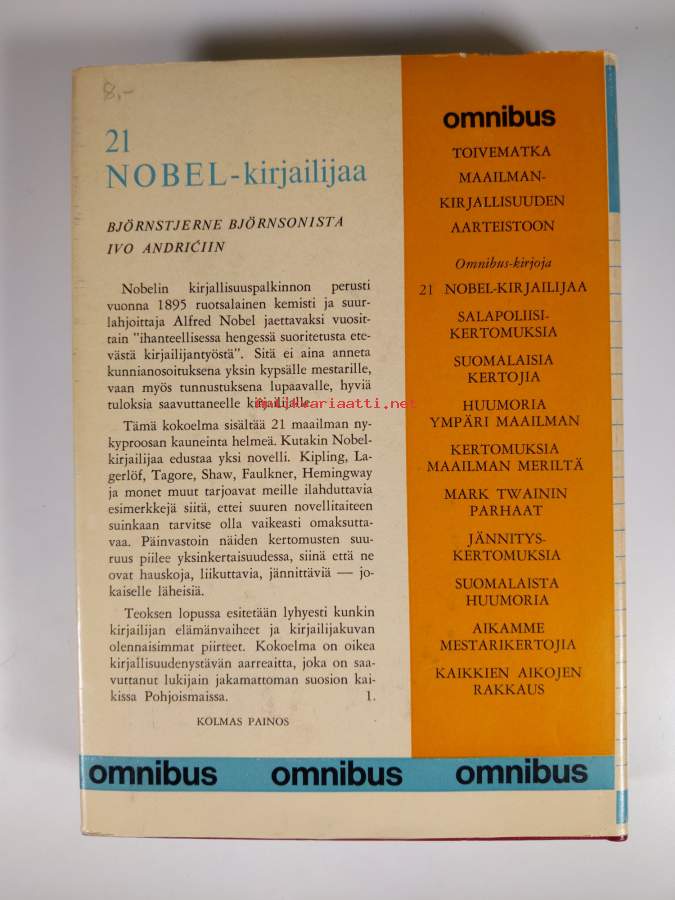 8,-
21
NOBEL-kirjailijaa
BJÖRNSTJERNE BJÖRNSONISTA
IVO ANDRIĆIIN
Nobelin kirjallisuuspalkinnon perusti
vuonna 1895 ruotsalainen kemisti ja suur-
lahjoittaja Alfred Nobel jaettavaksi vuosit-
tain "ihanteellisessa hengessä suoritetusta ete-
västä kirjailijantyöstä". Sitä ei aina anneta
kunnianosoituksena yksin kypsälle mestarille,
vaan myös tunnustuksena lupaavalle, hyviä
tuloksia saavuttaneelle kirjailijalle.
Tämä kokoelma sisältää 21 maailman ny-
kyproosan kauneinta helmeä. Kutakin Nobel-
kirjailijaa edustaa yksi novelli. Kipling, La-
gerlöf, Tagore, Shaw, Faulkner, Hemingway
ja monet muut tarjoavat meille ilahduttavia
esimerkkejä siitä, ettei suuren novellitaiteen
suinkaan tarvitse olla vaikeasti omaksutta-
vaa. Päinvastoin näiden kertomusten suu-
ruus piilee yksinkertaisuudessa, siinä että ne
ovat hauskoja, liikuttavia, jännittäviä — jo-
kaiselle läheisiä.
Teoksen lopussa esitetään lyhyesti kunkin
kirjailijan elämänvaiheet ja kirjailijakuvan
olennaisimmat piirteet. Kokoelma on oikea
kirjallisuudenystävän aarreaitta, joka on saa-
vuttanut lukijain jakamattoman suosion kai-
kissa Pohjoismaissa. 1.
KOLMAS PAINOS
omnibus
TOIVEMATKA
MAAILMAN-
KIRJALLISUUDEN
AARTEISTOON
Omnibus-kirjoja
21 NOBEL-KIRJAILIJAA
SALAPOLIISI-
KERTOMUKSIA
SUOMALAISIA
KERTOJIA
HUUMORIA
YMPÄRI MAAILMAN
KERTOMUKSIA
MAAILMAN MERILTÄ
MARK TWAININ
PARHAAT
JÄNNITYS-
KERTOMUKSIA
SUOMALAISTA
HUUMORIA
AIKAMME
MESTARIKERTOJIA
KAIKKIEN AIKOJEN
RAKKAUS
omnibus omnibus omnibus